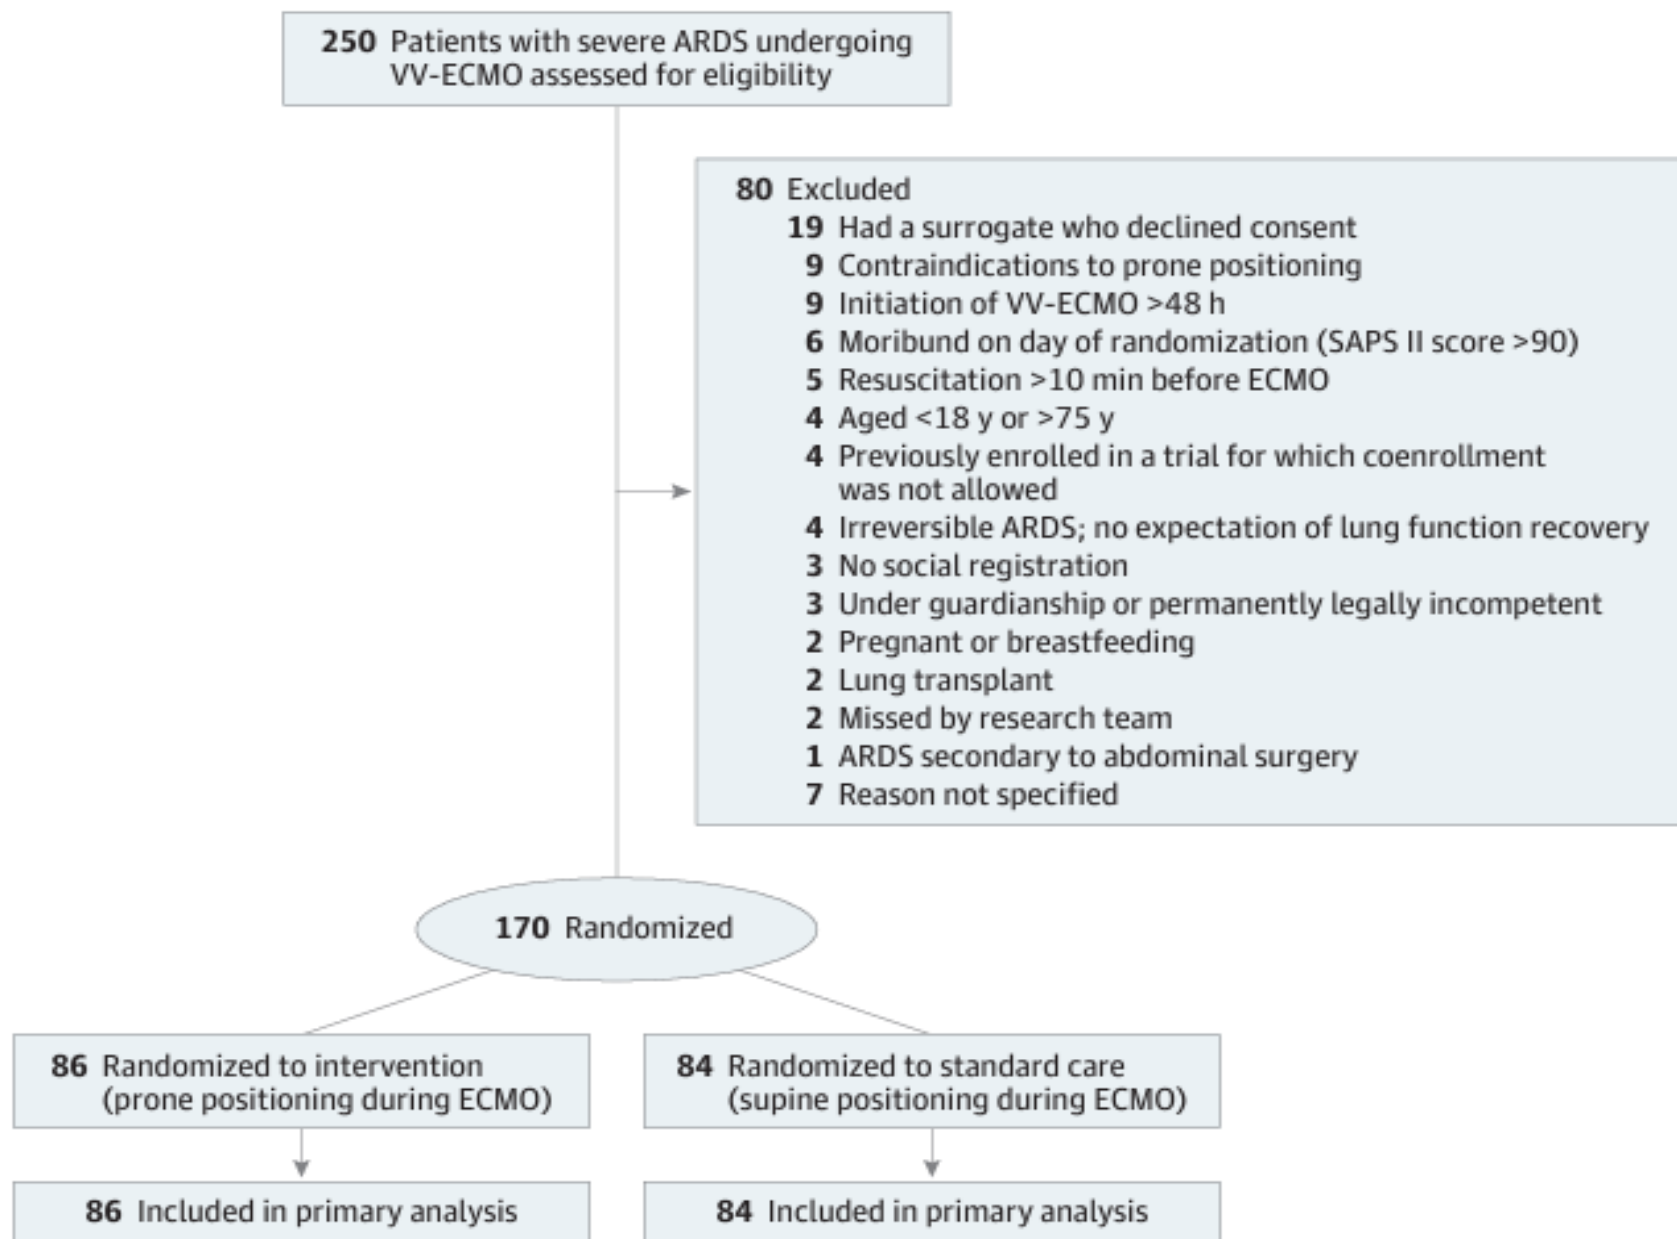 250 Patients with severe ARDS undergoing
VV-ECMO assessed for eligibility
80 Excluded
19 Had a surrogate who declined consent
9 Contraindications to prone positioning
9 Initiation of VV-ECMO >48 h
6 Moribund on day of randomization (SAPS II score >90)
5 Resuscitation >10 min before ECMO
4 Aged <18 y or >75 y
4 Previously enrolled in a trial for which coenrollment
was not allowed
4 Irreversible ARDS; no expectation of lung function recovery
3 No social registration
3 Under guardianship or permanently legally incompetent
2 Pregnant or breastfeeding
2 Lung transplant
2 Missed by research team
1 ARDS secondary to abdominal surgery
7 Reason not specified
170 Randomized
86 Randomized to intervention
(prone positioning during ECMO)
84 Randomized to standard care
(supine positioning during ECMO)
86 Included in primary analysis
84 Included in primary analysis